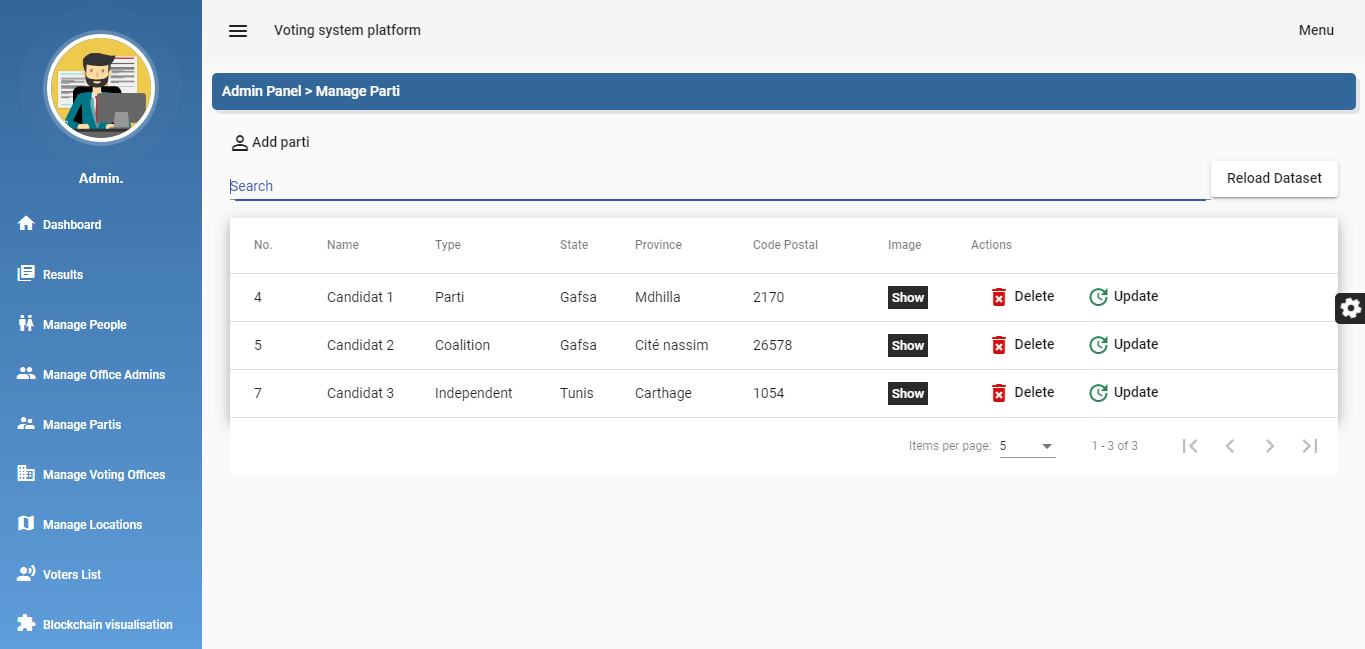 Voting system platform
Menu
Admin Panel > Manage Parti
Admin.
Dashboard
Results
Manage People
Manage Office Admins
Manage Partis
Manage Voting Offices
Manage Locations
Voters List
Blockchain visualisation
Add parti
Search
Reload Dataset
No. Name Type State Province Code Postal Image Actions
4 Candidat 1 Parti Gafsa Mdhilla 2170 Show Delete Update
5 Candidat 2 Coalition Gafsa Cité nassim 26578 Show Delete Update
7 Candidat 3 Independent Tunis Carthage 1054 Show Delete Update
Items per page: 5 1 - 3 of 3